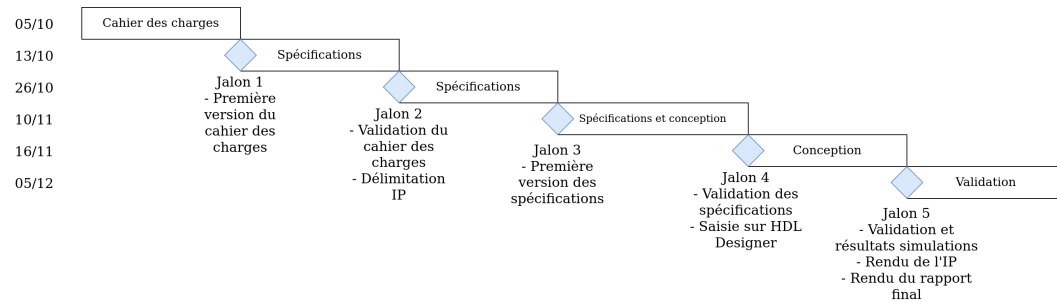 05/10
Cahier des charges
13/10
Spécifications
26/10
Spécifications
10/11
Spécifications et conception
16/11
Conception
05/12
Validation
Jalon 1
- Première
version du
cahier des
charges
Jalon 2
- Validation du
cahier des
charges
- Délimitation
IP
Jalon 3
- Première
version des
spécifications
Jalon 4
- Validation des
spécifications
- Saisie sur HDL
Designer
Jalon 5
- Validation et
résultats simulations
- Rendu de l'IP
- Rendu du rapport
final